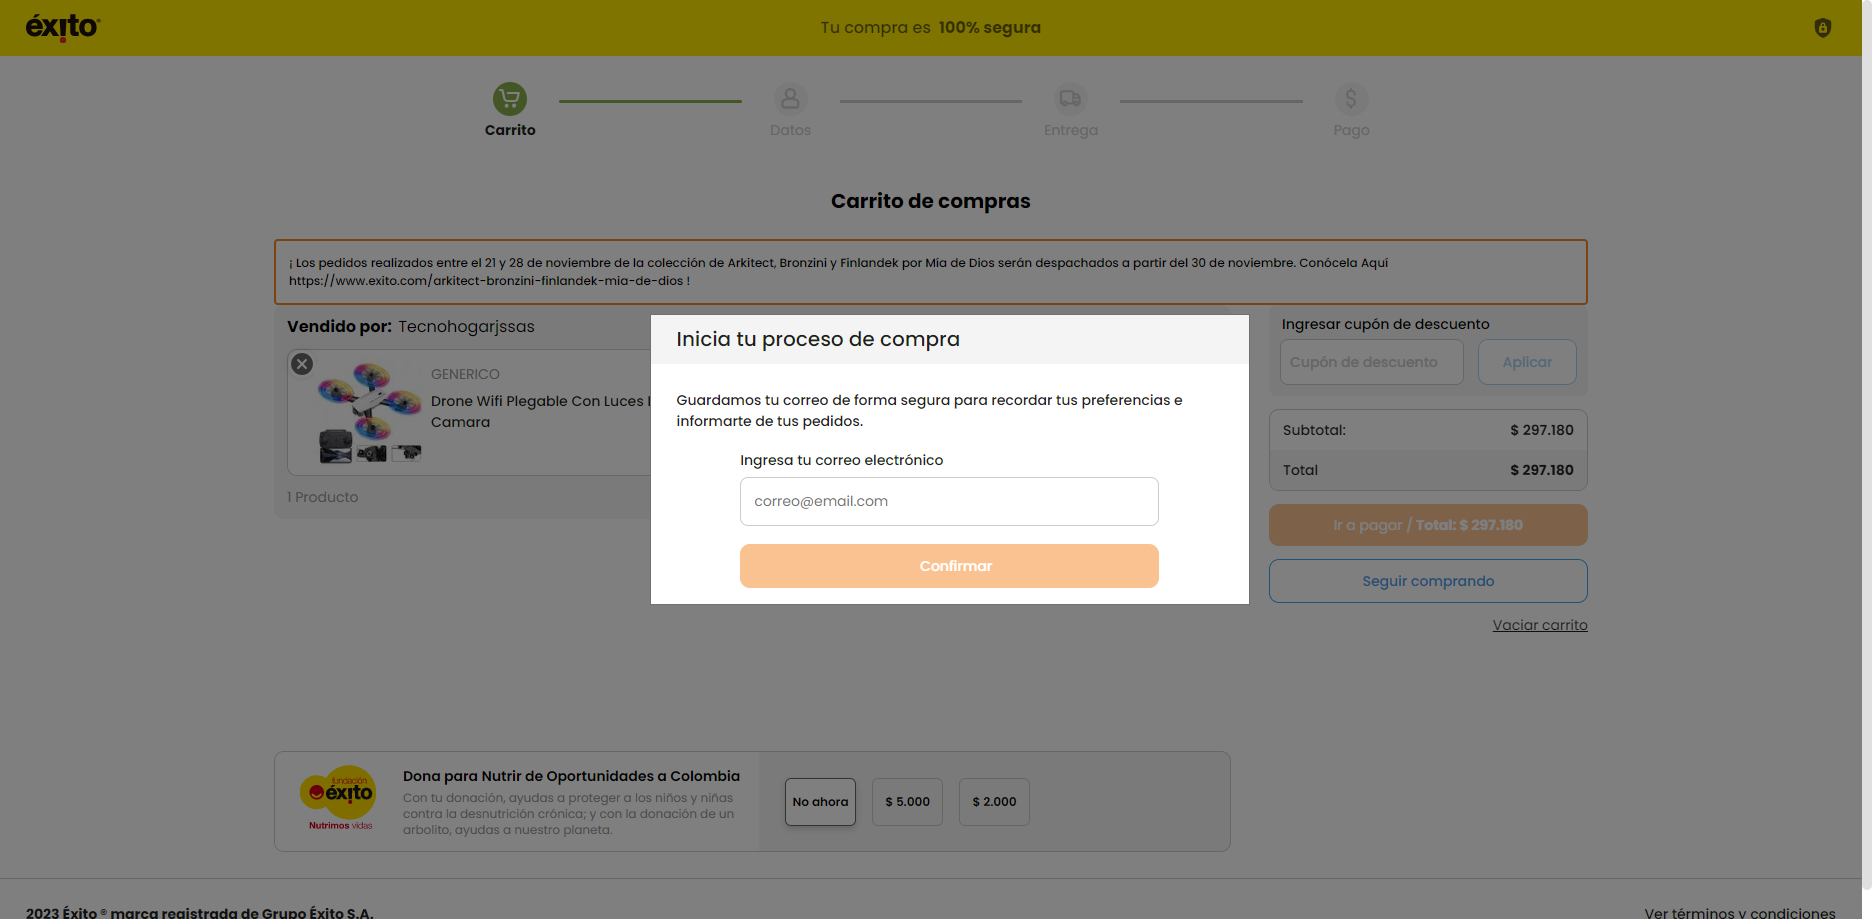 éxito
Tu compra es 100% segura
Carrito
Datos
Entrega
Pago
Carrito de compras
¡ Los pedidos realizados entre el 21 y 28 de noviembre de la colección de Arkitect, Bronzini y Finlandek por Mia de Dios serán despachados a partir del 30 de noviembre. Conócela Aquí
https://www.exito.com/arkitect-bronzini-finlandek-mia-de-dios !
Vendido por: Tecnohogarjssas
GENERICO
Drone Wifi Plegable Con Luces
Camara
1 Producto
Inicia tu proceso de compra
Guardamos tu correo de forma segura para recordar tus preferencias e
informarte de tus pedidos.
Ingresa tu correo electrónico
correo@email.com
Confirmar
Ingresar cupón de descuento
Cupón de descuento
Aplicar
Subtotal: $ 297.180
Total $ 297.180
Ir a pagar / Total: $ 297.180
Seguir comprando
Vaciar carrito
fundación
éxito
Nutrimos vidas
Dona para Nutrir de Oportunidades a Colombia
Con tu donación, ayudas a proteger a los niños y niñas
contra la desnutrición crónica; y con la donación de un
arbolito, ayudas a nuestro planeta.
No ahora
$ 5.000
$ 2.000
2023 Éxito ® marca registrada de Grupo Éxito S.A.
Ver términos y condiciones